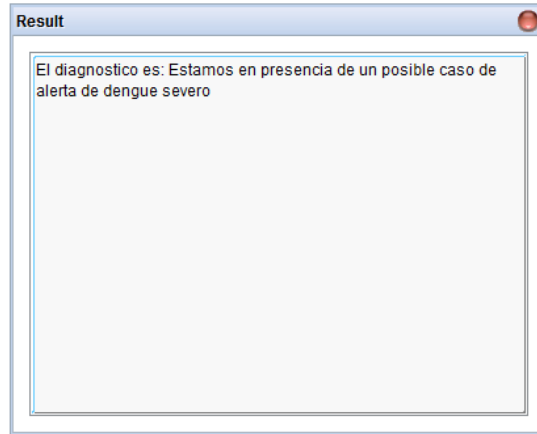 Result
El diagnostico es: Estamos en presencia de un posible caso de
alerta de dengue severo